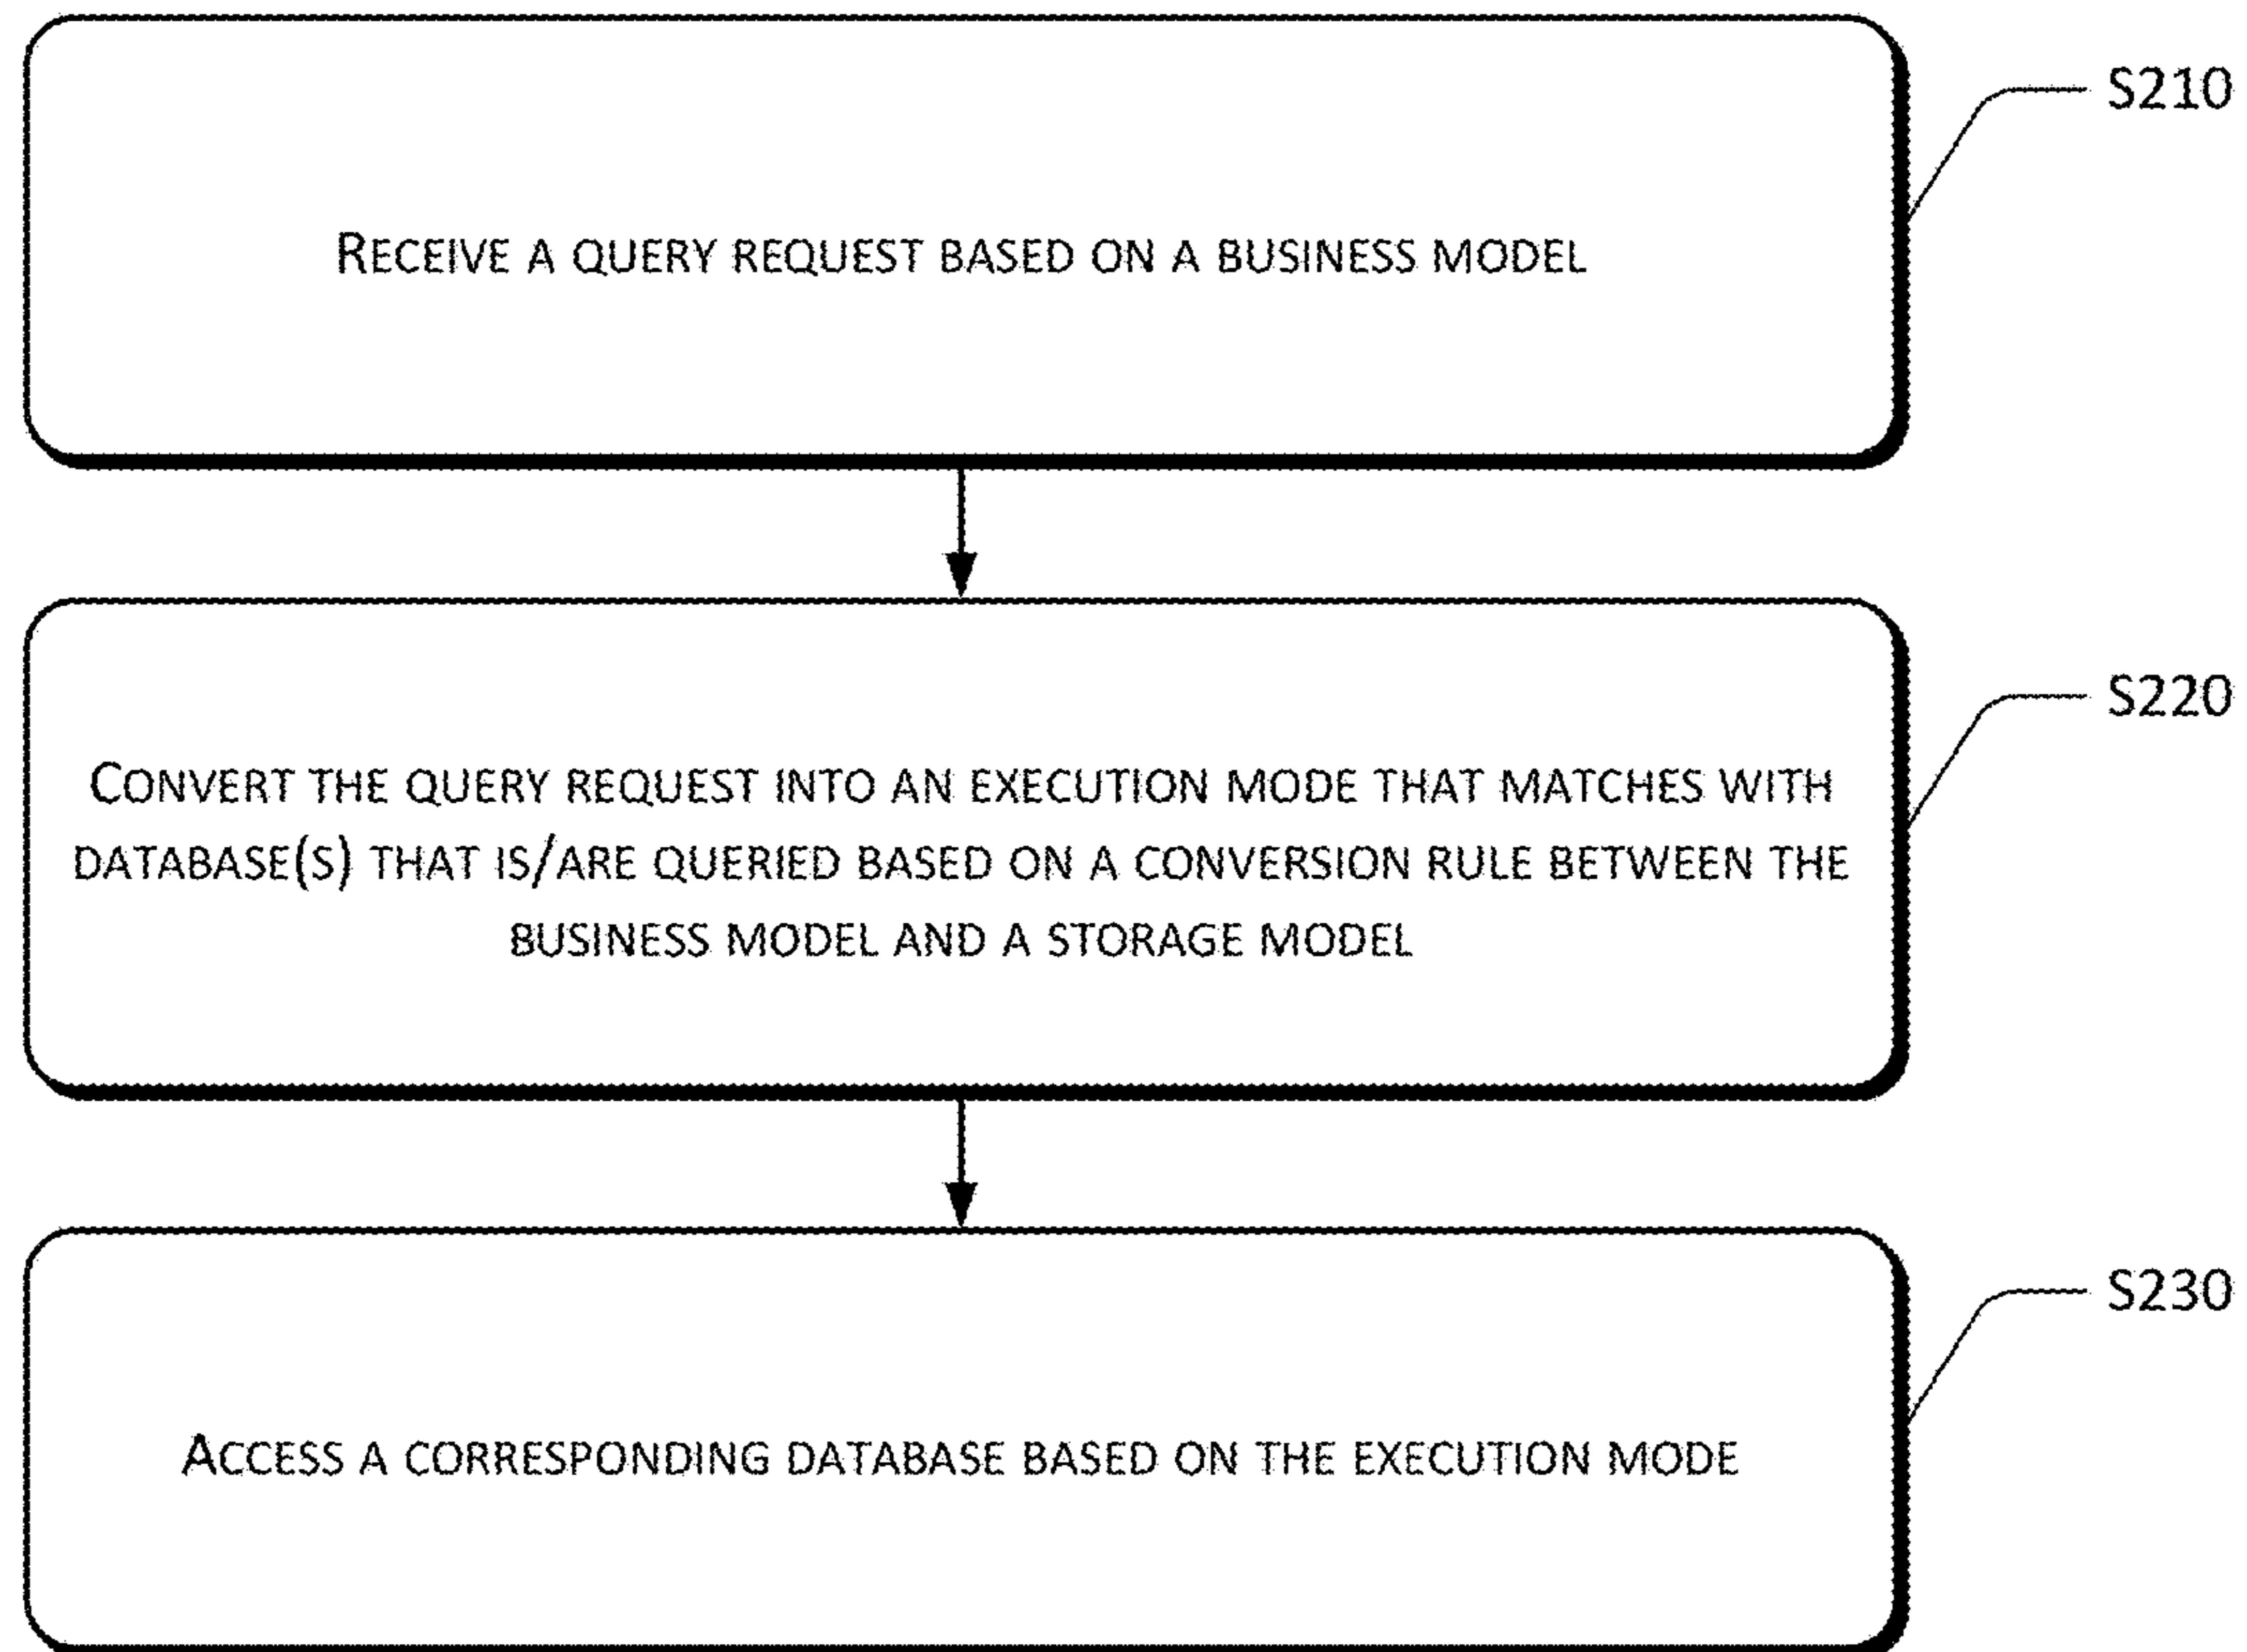 S210
RECEIVE A QUERY REQUEST BASED ON A BUSINESS MODEL
S220
CONVERT THE QUERY REQUEST INTO AN EXECUTION MODE THAT MATCHES WITH
DATABASE(S) THAT IS/ARE QUERIED BASED ON A CONVERSION RULE BETWEEN THE
BUSINESS MODEL AND A STORAGE MODEL
S230
ACCESS A CORRESPONDING DATABASE BASED ON THE EXECUTION MODE